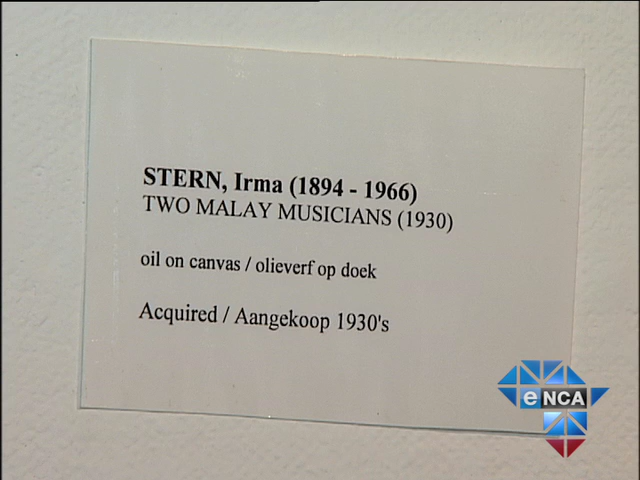 STERN, Irma (1894 - 1966)
TWO MALAY MUSICIANS (1930)
oil on canvas / olieverf op doek
Acquired / Aangekoop 1930's
eNCA